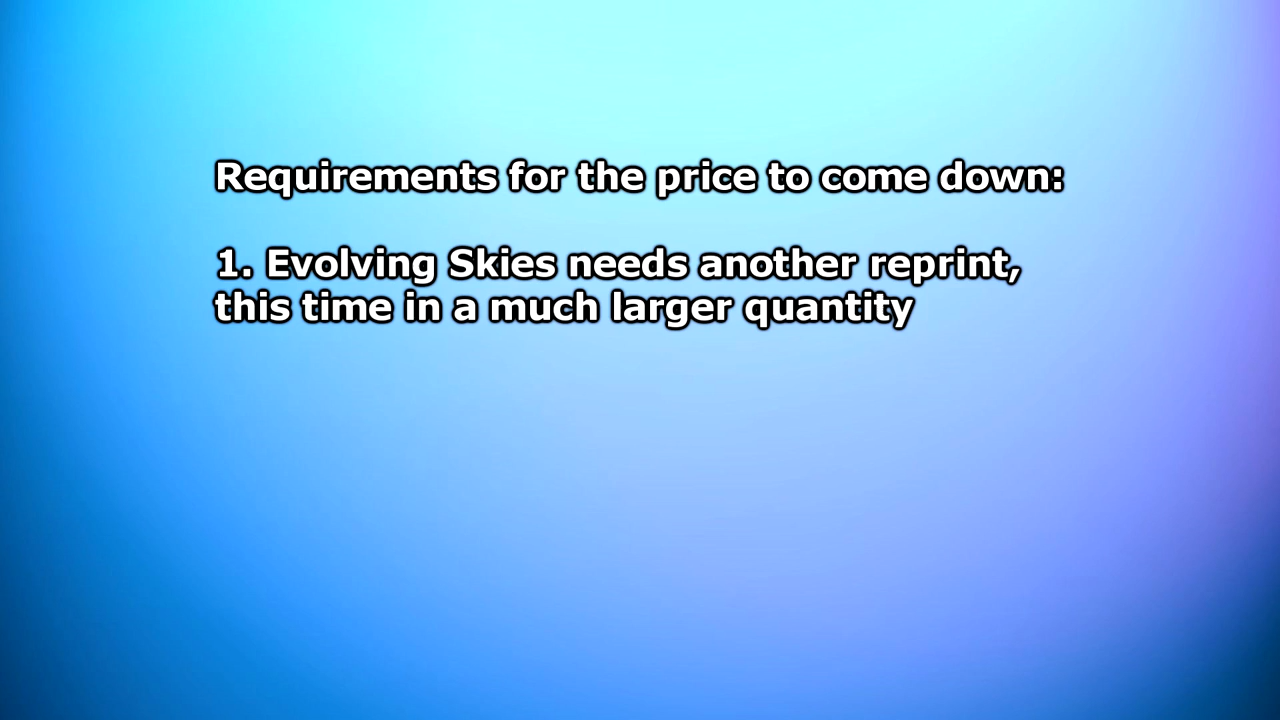 Requirements for the price to come down:
1. Evolving Skies needs another reprint,
this time in a much larger quantity